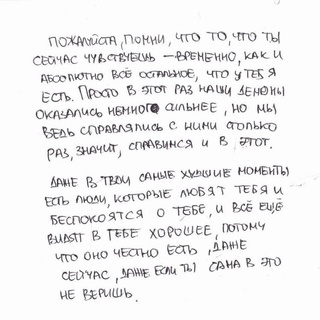 ПОЖАЛУЙСТА, ПОМНИ, ЧТО ТО, ЧТО ТЫ
СЕЙЧАС ЧУВСТВУЕШЬ – ВРЕМЕННО, КАК И
АБСОЛЮТНО ВСЁ ОСТАЛЬНОЕ, ЧТО У ТЕБЯ
ЕСТЬ. ПРОСТО В ЭТОТ РАЗ НАШИ ДЕМОНЫ
ОКАЗАЛИСЬ НЕМНОГО СИЛЬНЕЕ, НО МЫ
ВЕДЬ СПРАВЛЯЛИСЬ С НИМИ СТОЛЬКО
РАЗ, ЗНАЧИТ, СПРАВИМСЯ И В ЭТОТ.
ДАЖЕ В ТВОИ САМЫЕ ХУДШИЕ МОМЕНТЫ
ЕСТЬ ЛЮДИ, КОТОРЫЕ ЛЮБЯТ ТЕБЯ И
БЕСПОКОЯТСЯ О ТЕБЕ, И ВСЁ ЕЩЁ
ВИДЯТ В ТЕБЕ ХОРОШЕЕ, ПОТОМУ
ЧТО ОНО ЧЕСТНО ЕСТЬ, ДАЖЕ
СЕЙЧАС, ДАЖЕ ЕСЛИ ТЫ САМА В ЭТО
НЕ ВЕРИШЬ.